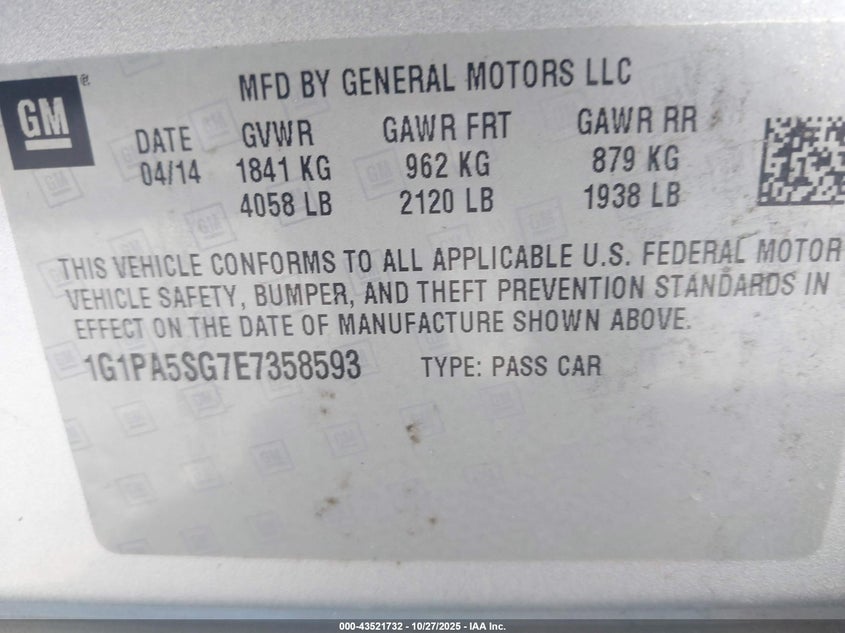 GM ®
MFD BY GENERAL MOTORS LLC
DATE GVWR GAWR FRT GAWR RR
04/14 1841 KG 962 KG 879 KG
4058 LB 2120 LB 1938 LB
THIS VEHICLE CONFORMS TO ALL APPLICABLE U.S. FEDERAL MOTOR
VEHICLE SAFETY, BUMPER, AND THEFT PREVENTION STANDARDS IN
EFFECT ON THE DATE OF MANUFACTURE SHOWN ABOVE.
1G1PA5SG7E7358593 TYPE: PASS CAR
000-43521732 - 10/27/2025 - IAA Inc.